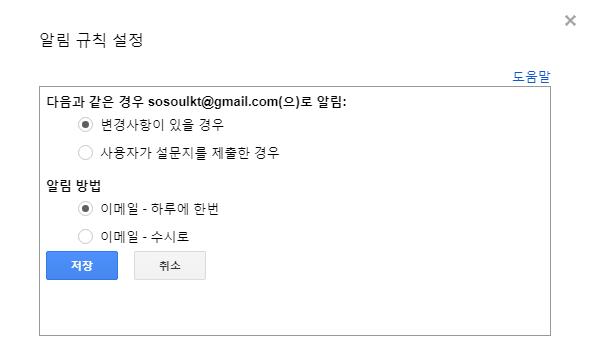 알림 규칙 설정
도움말
다음과 같은 경우 sosoulkt@gmail.com(으)로 알림:
변경사항이 있을 경우
사용자가 설문지를 제출한 경우
알림 방법
이메일 - 하루에 한번
이메일 - 수시로
저장
취소